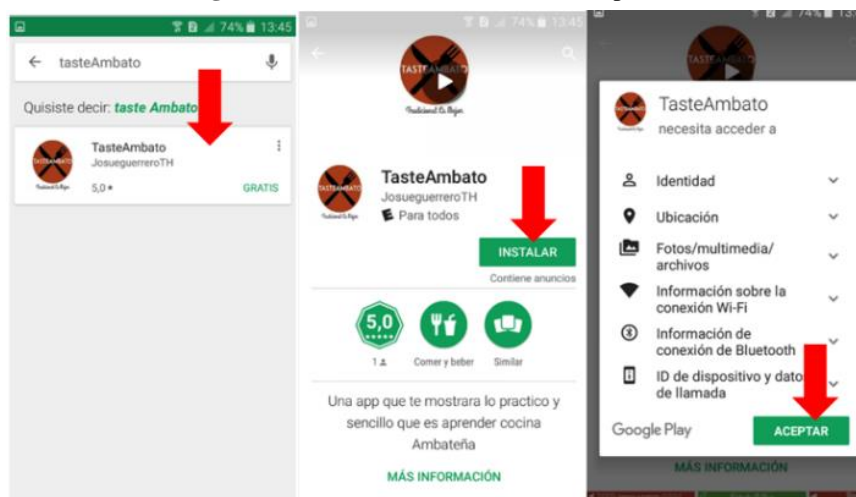 74% 13:45
tasteAmbato
Quisiste decir: taste Ambato
TASTEAMBATO
TasteAmbato
JosueguerreroTH
5,0
GRATIS
74% 13:45
TASTEAMBATO
TasteAmbato
JosueguerreroTH
E Para todos
INSTALAR
Contiene anuncios
5,0
1
Comer y beber
Similar
Una app que te mostrara lo practico y
sencillo que es aprender cocina
Ambateña
MÁS INFORMACIÓN
74%
TasteAmbato
necesita acceder a
Identidad
Ubicación
Fotos/multimedia/
archivos
Información sobre la
conexión Wi-Fi
Información de
conexión de Bluetooth
ID de dispositivo y dato
de llamada
Google Play
ACEPTAR
MÁS INFORMACIÓN